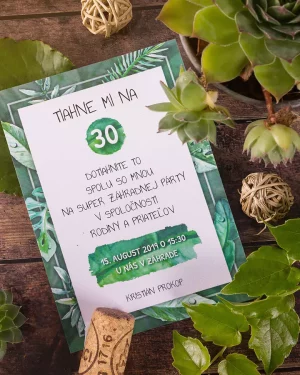 TIAHNE MI NA
30
DOTIAHNITE TO
SPOLU SO MNOU
NA SUPER ZÁHRADNEJ PÁRTY
V SPOLOČNOSTI
RODINY A PRIATEĽOV
15. AUGUST 2019 O 15:30
U NÁS V ZÁHRADE
KRISTIÁN PROKOP